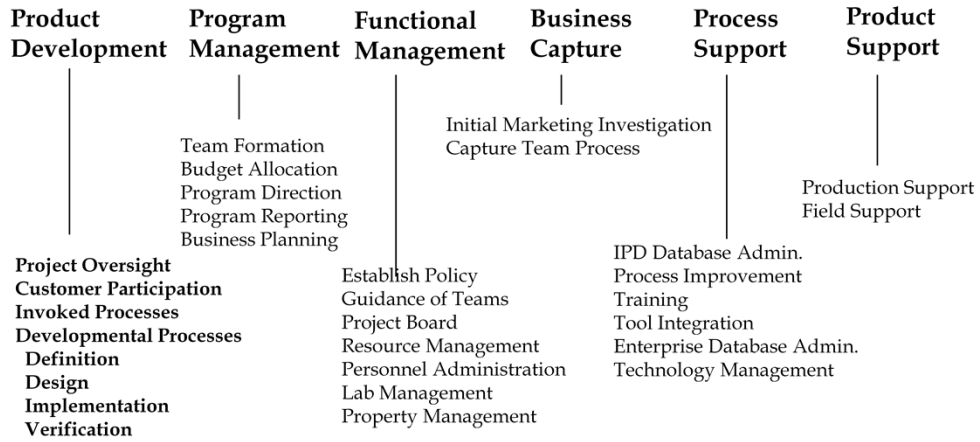 Product
Development
Program
Management
Functional
Management
Business
Capture
Process
Support
Product
Support
Initial Marketing Investigation
Capture Team Process
Team Formation
Budget Allocation
Program Direction
Program Reporting
Business Planning
Production Support
Field Support
Project Oversight
Customer Participation
Invoked Processes
Developmental Processes
Definition
Design
Implementation
Verification
Establish Policy
Guidance of Teams
Project Board
Resource Management
Personnel Administration
Lab Management
Property Management
IPD Database Admin.
Process Improvement
Training
Tool Integration
Enterprise Database Admin.
Technology Management